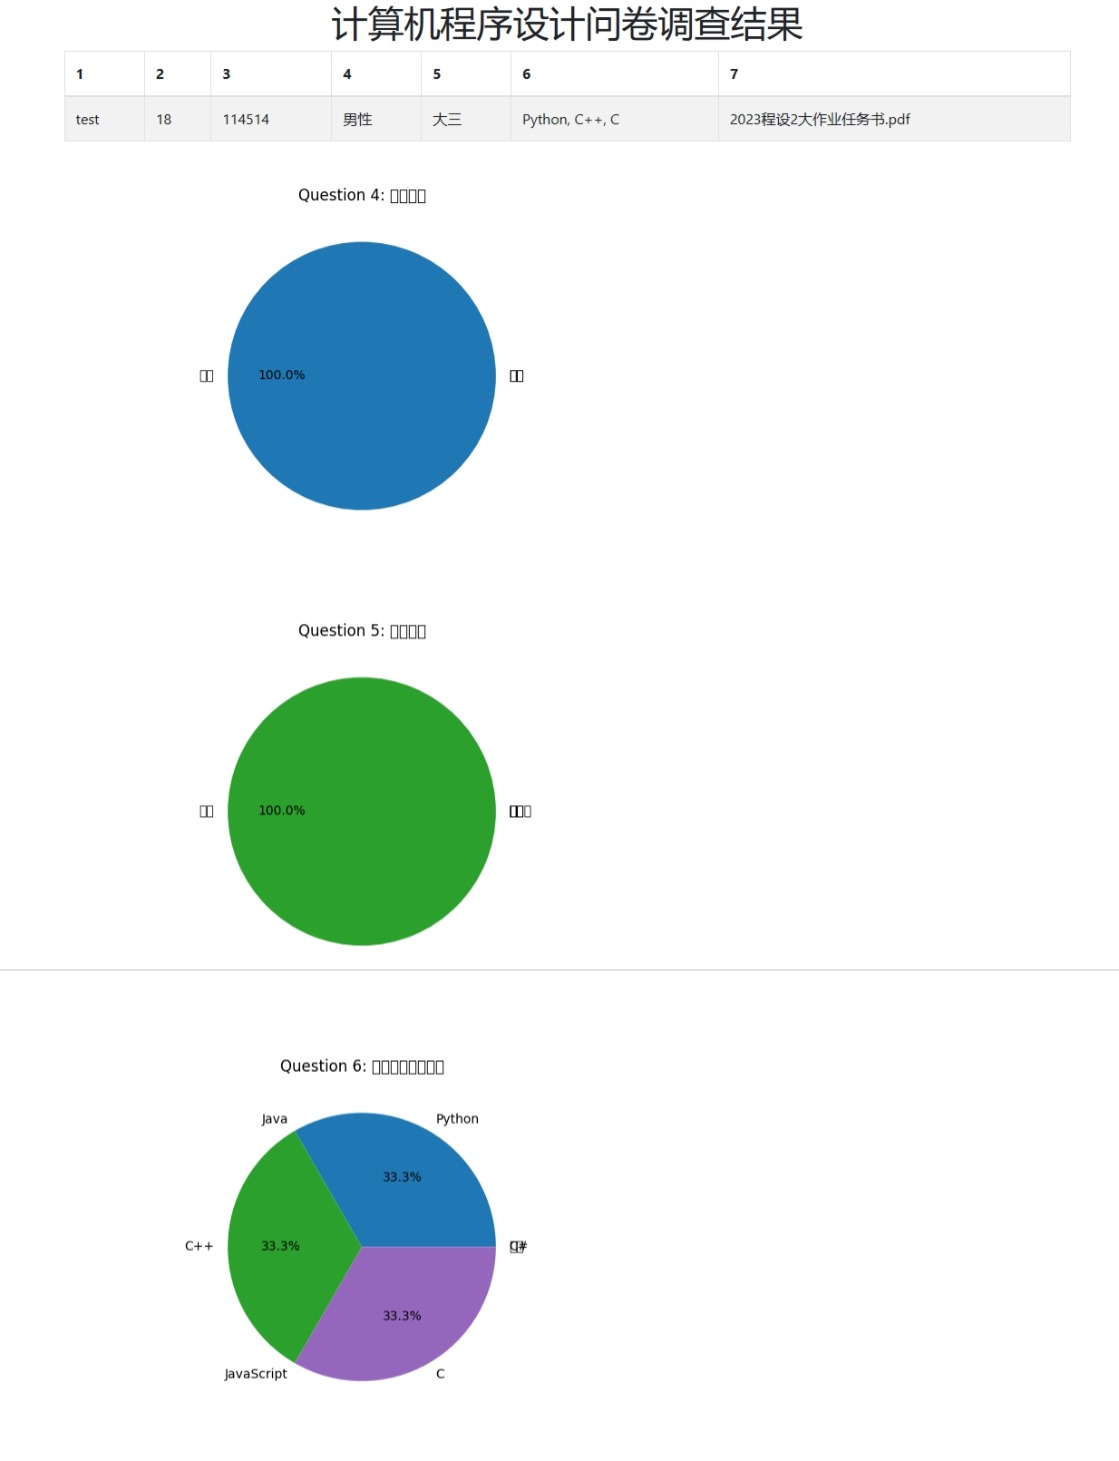 计算机程序设计问卷调查结果
1 2 3 4 5 6 7
test 18 114514 男性 大三 Python, C++, C 2023程设2大作业任务书.pdf
Question 4:
100.0%
Question 5:
100.0%
Question 6:
Java Python
33.3%
C++ 33.3% C#
33.3%
JavaScript C